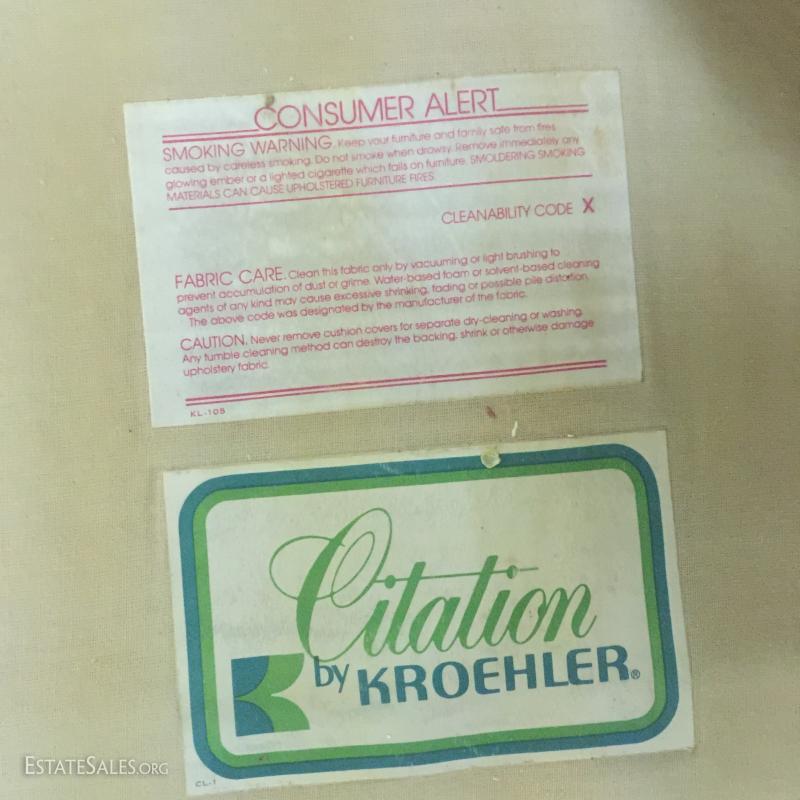 CONSUMER ALERT
SMOKING WARNING. Keep your furniture and family safe from fires
caused by careless smoking. Do not smoke when drowsy. Remove immediately any
glowing ember or a lighted cigarette which falls on furniture. SMOLDERING SMOKING
MATERIALS CAN CAUSE UPHOLSTERED FURNITURE FIRES.
CLEANABILITY CODE X
FABRIC CARE. Clean this fabric only by vacuuming or light brushing to
prevent accumulation of dust or grime. Water-based foam or solvent-based cleaning
agents of any kind may cause excessive shrinking, fading or possible pile distortion.
The above code was designated by the manufacturer of the fabric.
CAUTION. Never remove cushion covers for separate dry-cleaning or washing.
Any tumble cleaning method can destroy the backing, shrink or otherwise damage
upholstery fabric.
KL-105
Citation
by KROEHLER®
CL-1
ESTATESALES.ORG